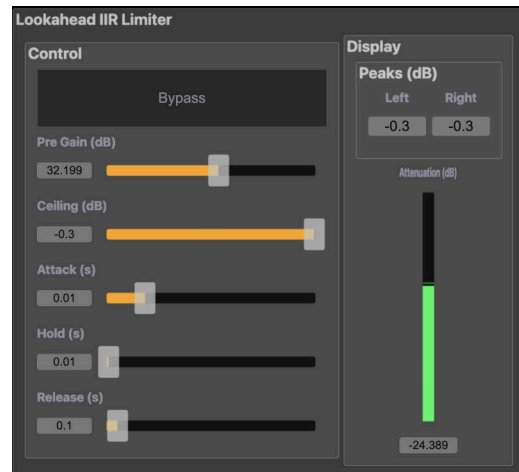 Lookahead IIR Limiter
Control
Bypass
Pre Gain (dB)
32.199
Ceiling (dB)
-0.3
Attack (s)
0.01
Hold (s)
0.01
Release (s)
0.1
Display
Peaks (dB)
Left Right
-0.3 -0.3
Attenuation (dB)
-24.389